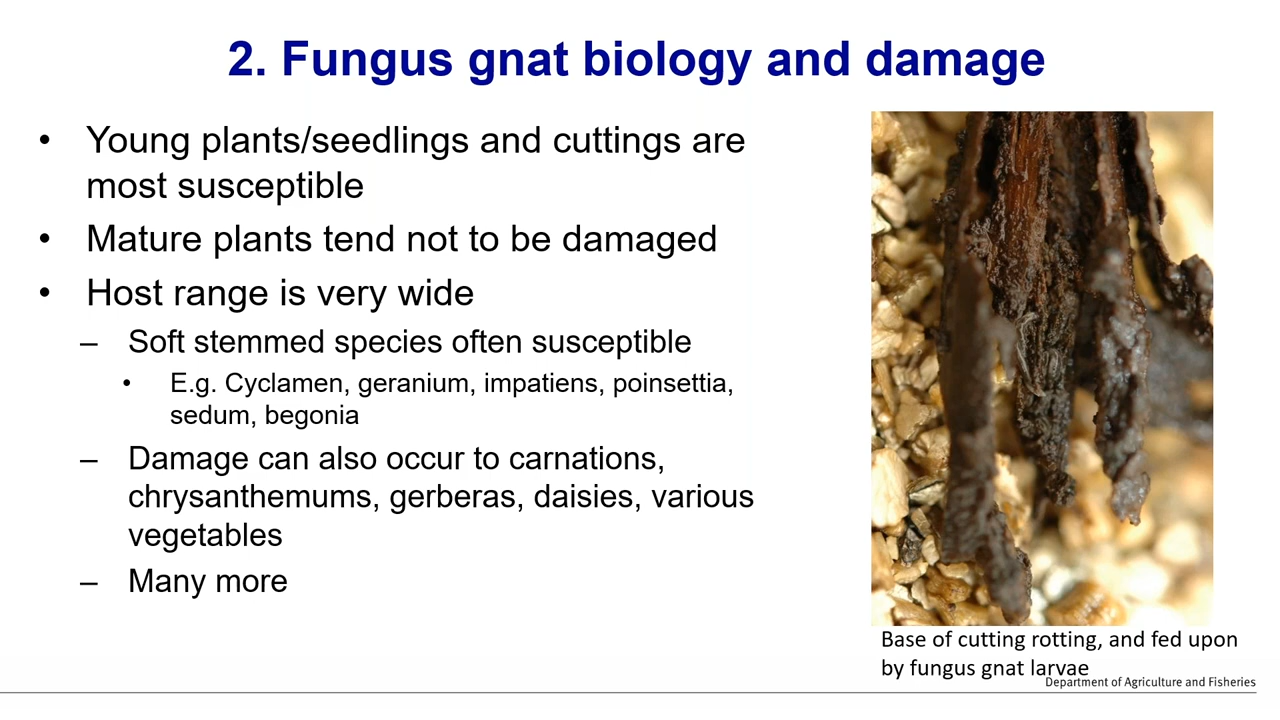 2. Fungus gnat biology and damage
• Young plants/seedlings and cuttings are
most susceptible
• Mature plants tend not to be damaged
• Host range is very wide
– Soft stemmed species often susceptible
• E.g. Cyclamen, geranium, impatiens, poinsettia,
sedum, begonia
– Damage can also occur to carnations,
chrysanthemums, gerberas, daisies, various
vegetables
– Many more
Base of cutting rotting, and fed upon
by fungus gnat larvae
Department of Agriculture and Fisheries